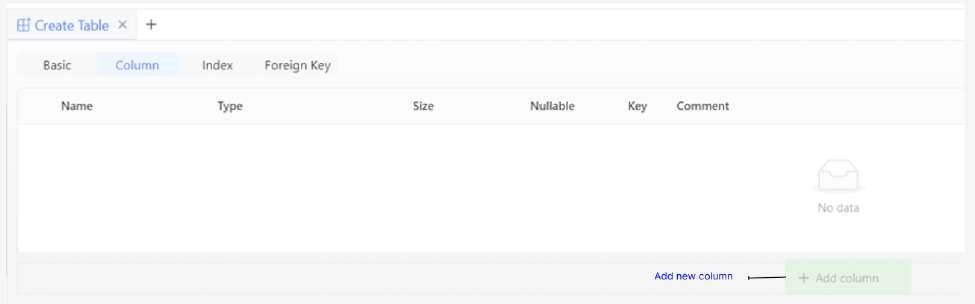 Create Table × +
Basic Column Index Foreign Key
Name Type Size Nullable Key Comment
No data
Add new column + Add column